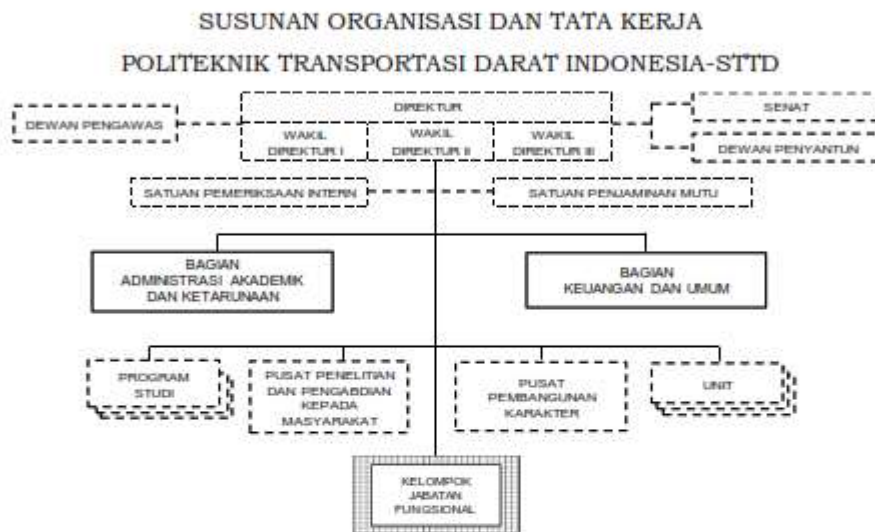 SUSUNAN ORGANISASI DAN TATA KERJA
POLITEKNIK TRANSPORTASI DARAT INDONESIA-STTD
DIREKTUR
SENAT
DEWAN PENGAWAS
WAKIL
DIREKTUR I
WAKIL
DIREKTUR II
WAKIL
DIREKTUR III
DEWAN PENYANTUN
SATUAN PEMERIKSAAN INTERN
SATUAN PENJAMINAN MUTU
BAGIAN
ADMINISTRASI AKADEMIK
DAN KETARUNAAN
BAGIAN
KEUANGAN DAN UMUM
PROGRAM
STUDI
PUSAT PENELITIAN
DAN PENGABDIAN
KEPADA
MASYARAKAT
PUSAT
PEMBANGUNAN
KARAKTER
UNIT
KELOMPOK
JABATAN
FUNGSIONAL